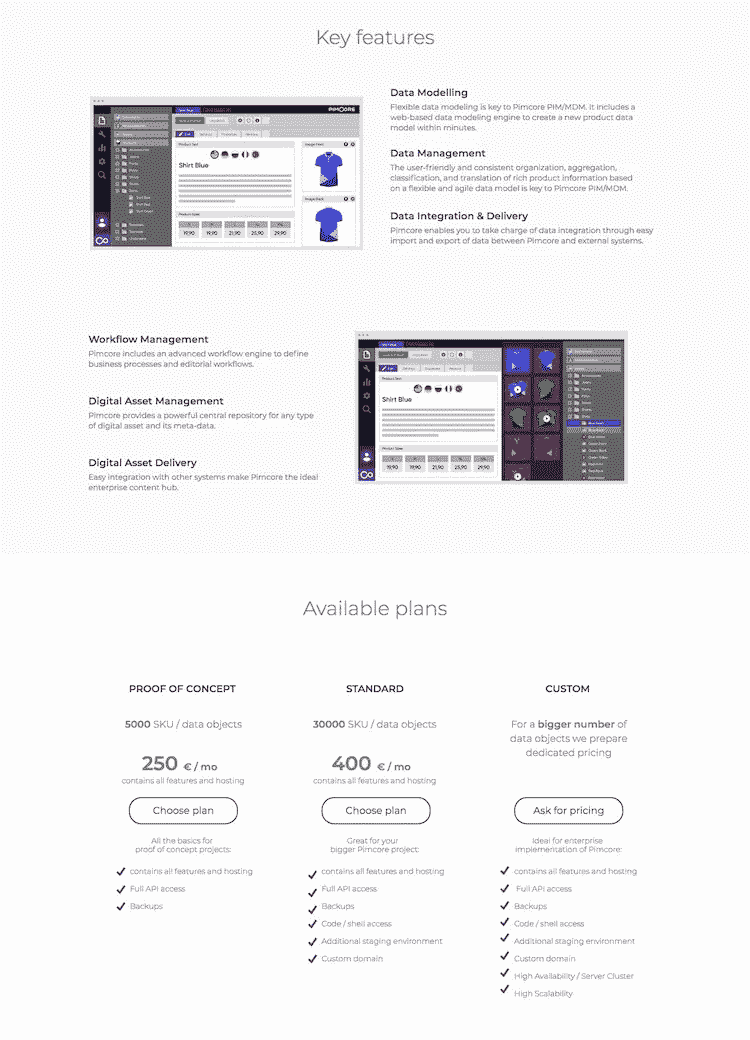 Key features
PIMCORE
Product Text
Shirt Blue
Product Sizes
19,90 19,90 21,90 25,90 29,90
Image Front
Image Back
Data Modelling
Flexible data modeling is key to Pimcore PIM/MDM. It includes a
web-based data modeling engine to create a new product data
model within minutes.
Data Management
The user-friendly and consistent organization, aggregation,
classification, and translation of rich product information based
on a flexible and agile data model is key to Pimcore PIM/MDM.
Data Integration & Delivery
Pimcore enables you to take charge of data integration through easy
import and export of data between Pimcore and external systems.
Workflow Management
Pimcore includes an advanced workflow engine to define
business processes and editorial workflows.
Digital Asset Management
Pimcore provides a powerful central repository for any type
of digital asset and its meta-data.
Digital Asset Delivery
Easy integration with other systems make Pimcore the ideal
enterprise content hub.
Product Text
Shirt Blue
Product Sizes
19,90 19,90 21,90 25,90 29,90
Available plans
PROOF OF CONCEPT
5000 SKU / data objects
250 € / mo
contains all features and hosting
Choose plan
All the basics for
proof of concept projects:
contains all features and hosting
Full API access
Backups
STANDARD
30000 SKU / data objects
400 € / mo
contains all features and hosting
Choose plan
Great for your
bigger Pimcore project:
contains all features and hosting
Full API access
Backups
Code / shell access
Additional staging environment
Custom domain
CUSTOM
For a bigger number of
data objects we prepare
dedicated pricing
Ask for pricing
Ideal for enterprise
implementation of Pimcore:
contains all features and hosting
Full API access
Backups
Code / shell access
Additional staging environment
Custom domain
High Availability / Server Cluster
High Scalability